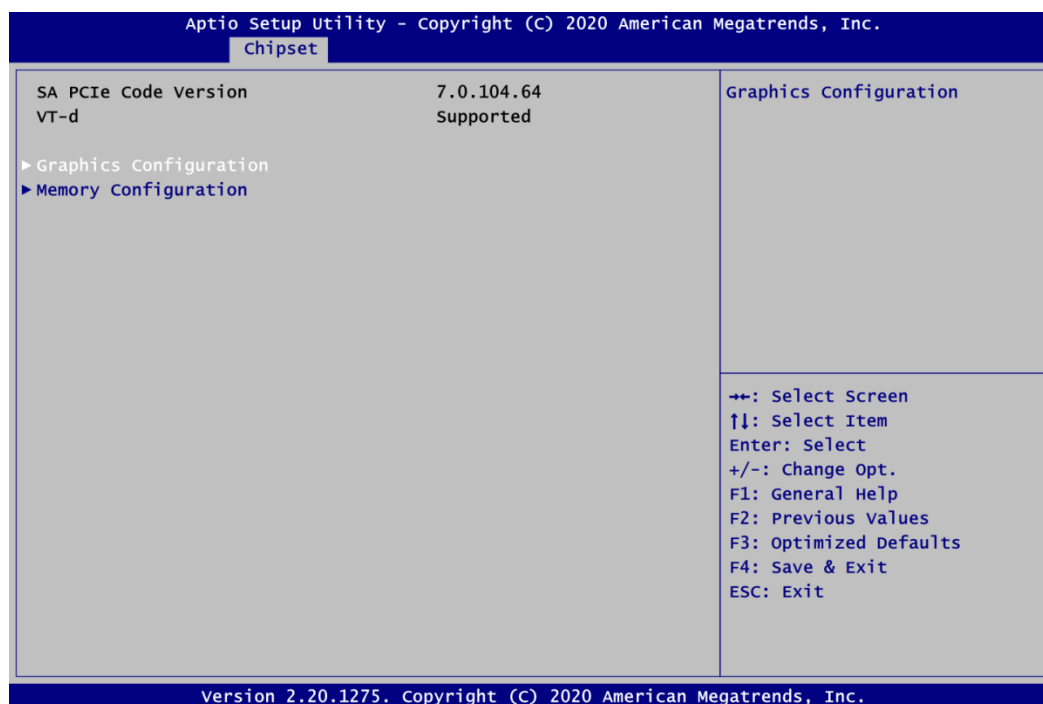 Aptio Setup Utility – Copyright (C) 2020 American Megatrends, Inc.
Chipset
SA PCIe Code Version 7.0.104.64
VT-d Supported
►Graphics Configuration
►Memory Configuration
Graphics Configuration
→←: Select Screen
↑↓: Select Item
Enter: Select
+/-: Change Opt.
F1: General Help
F2: Previous Values
F3: Optimized Defaults
F4: Save & Exit
ESC: Exit
Version 2.20.1275. Copyright (C) 2020 American Megatrends, Inc.